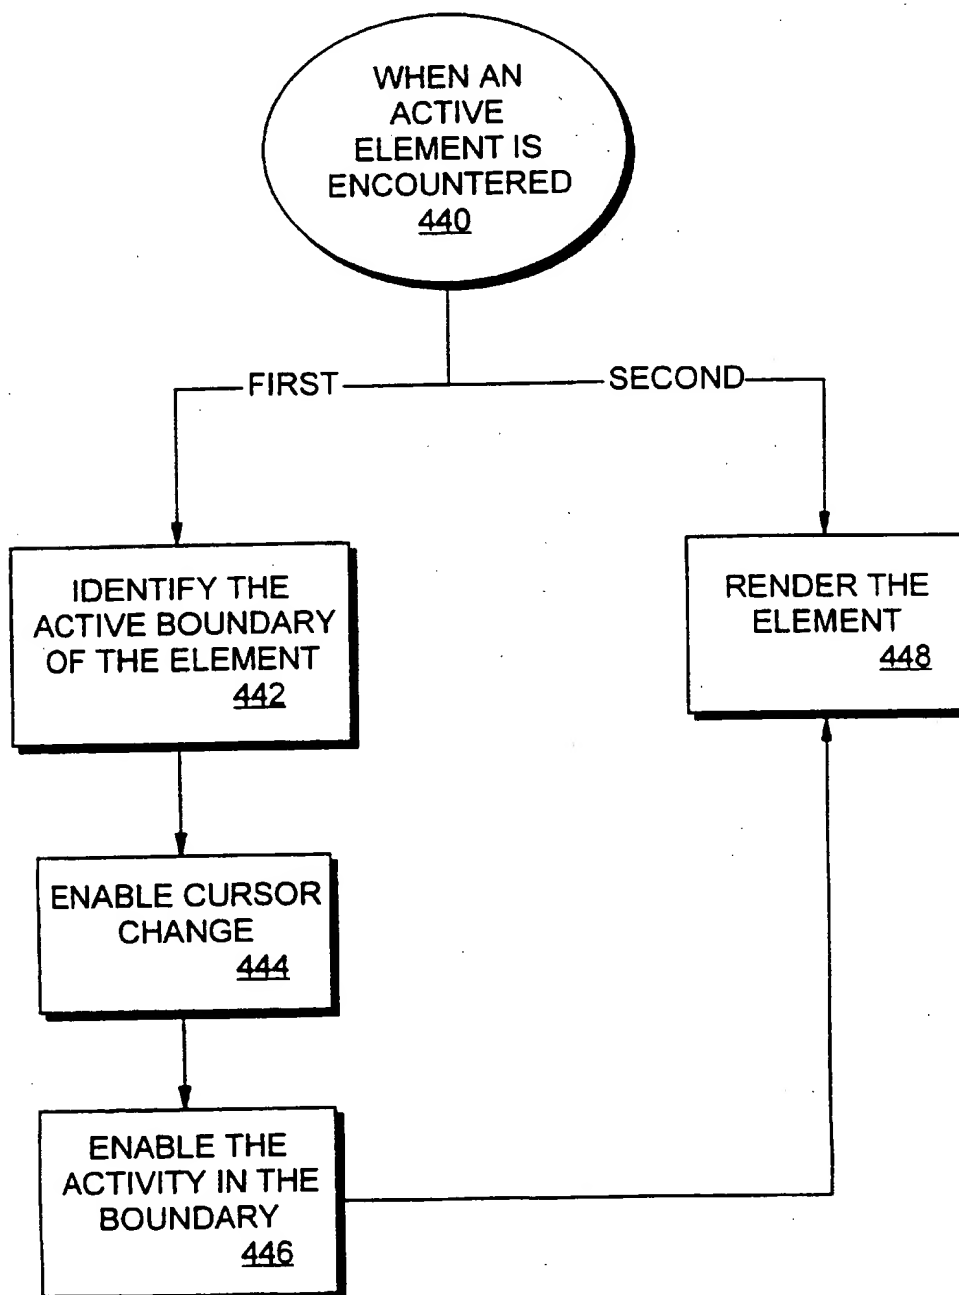 WHEN AN
ACTIVE
ELEMENT IS
ENCOUNTERED
440
FIRST
SECOND
IDENTIFY THE
ACTIVE BOUNDARY
OF THE ELEMENT
442
RENDER THE
ELEMENT
448
ENABLE CURSOR
CHANGE
444
ENABLE THE
ACTIVITY IN THE
BOUNDARY
446